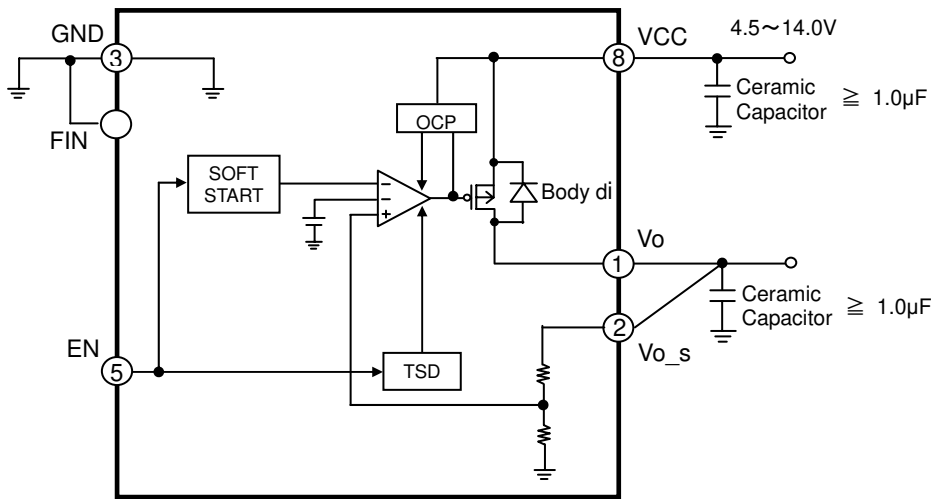 GND
3
FIN
VCC
8
4.5～14.0V
Ceramic
Capacitor ≧ 1.0µF
OCP
SOFT
START
−
−
+
Body di
Vo
1
Ceramic
Capacitor ≧ 1.0µF
2
Vo_s
EN
5
TSD